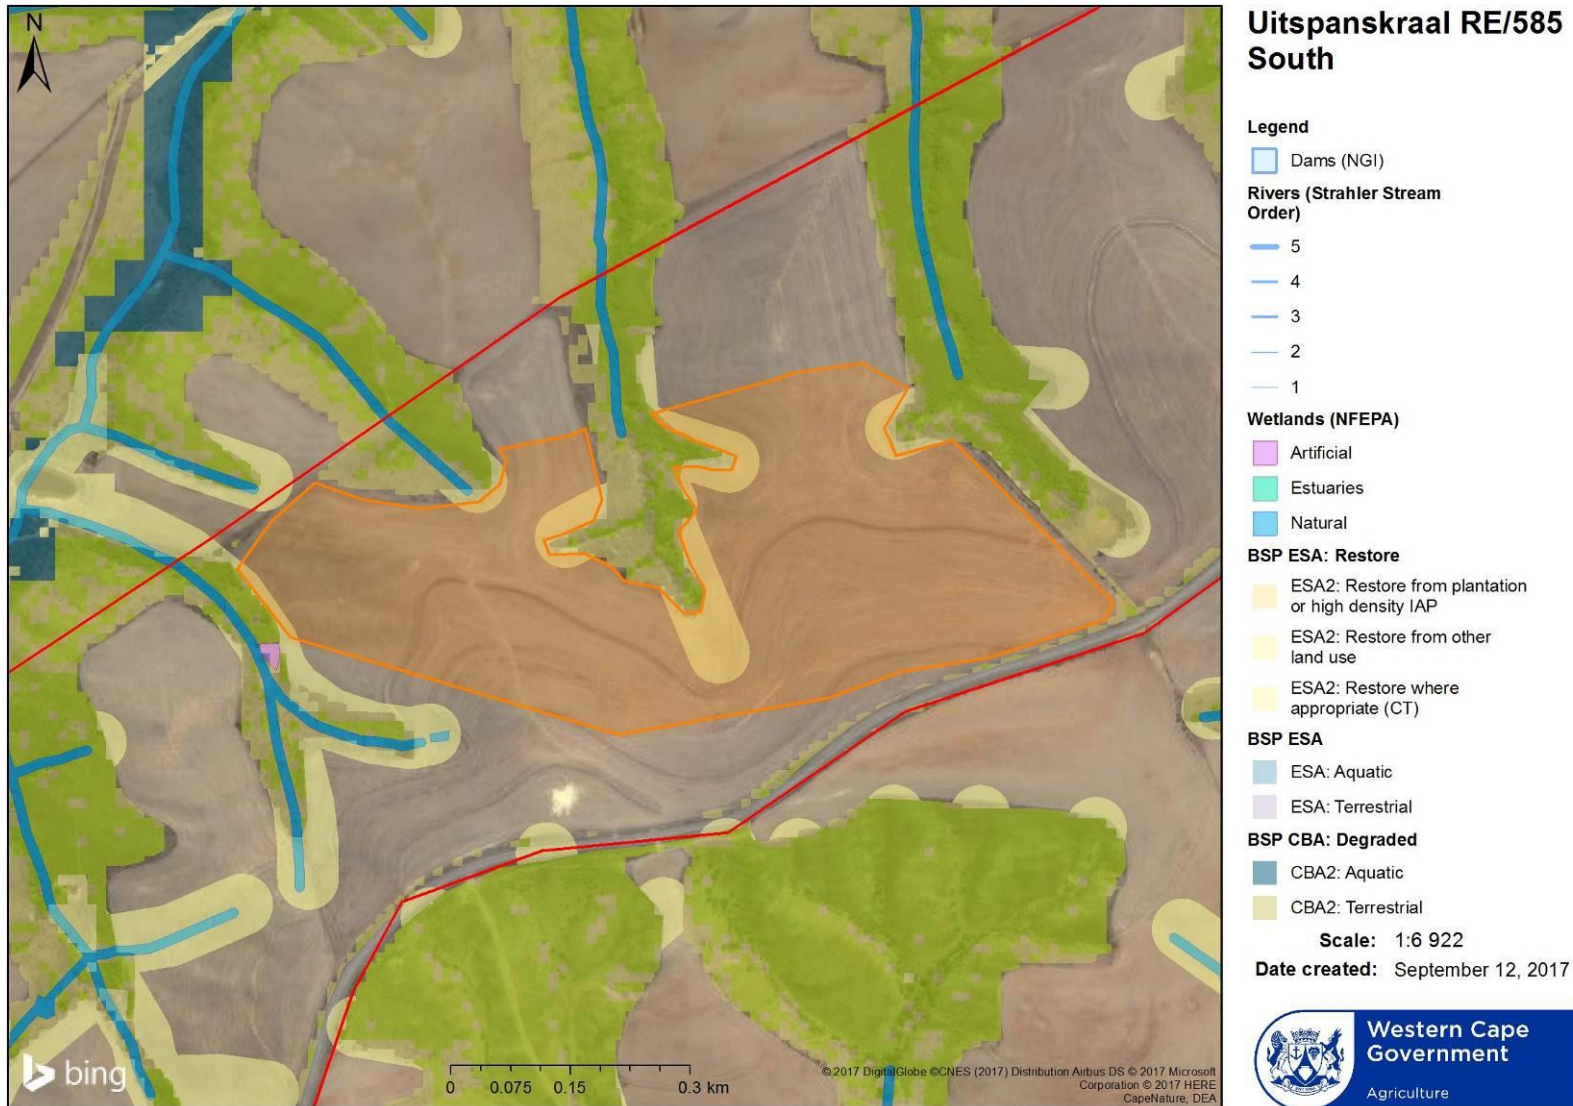 N
Uitspanskraal RE/585
South
Legend
Dams (NGI)
Rivers (Strahler Stream
Order)
5
4
3
2
1
Wetlands (NFEPA)
Artificial
Estuaries
Natural
BSP ESA: Restore
ESA2: Restore from plantation
or high density IAP
ESA2: Restore from other
land use
ESA2: Restore where
appropriate (CT)
BSP ESA
ESA: Aquatic
ESA: Terrestrial
BSP CBA: Degraded
CBA2: Aquatic
CBA2: Terrestrial
Scale: 1:6 922
Date created: September 12, 2017
Western Cape
Government
Agriculture
bing
0 0.075 0.15 0.3 km
© 2017 DigitalGlobe ©CNES (2017) Distribution Airbus DS © 2017 Microsoft
Corporation © 2017 HERE
CapeNature, DEA